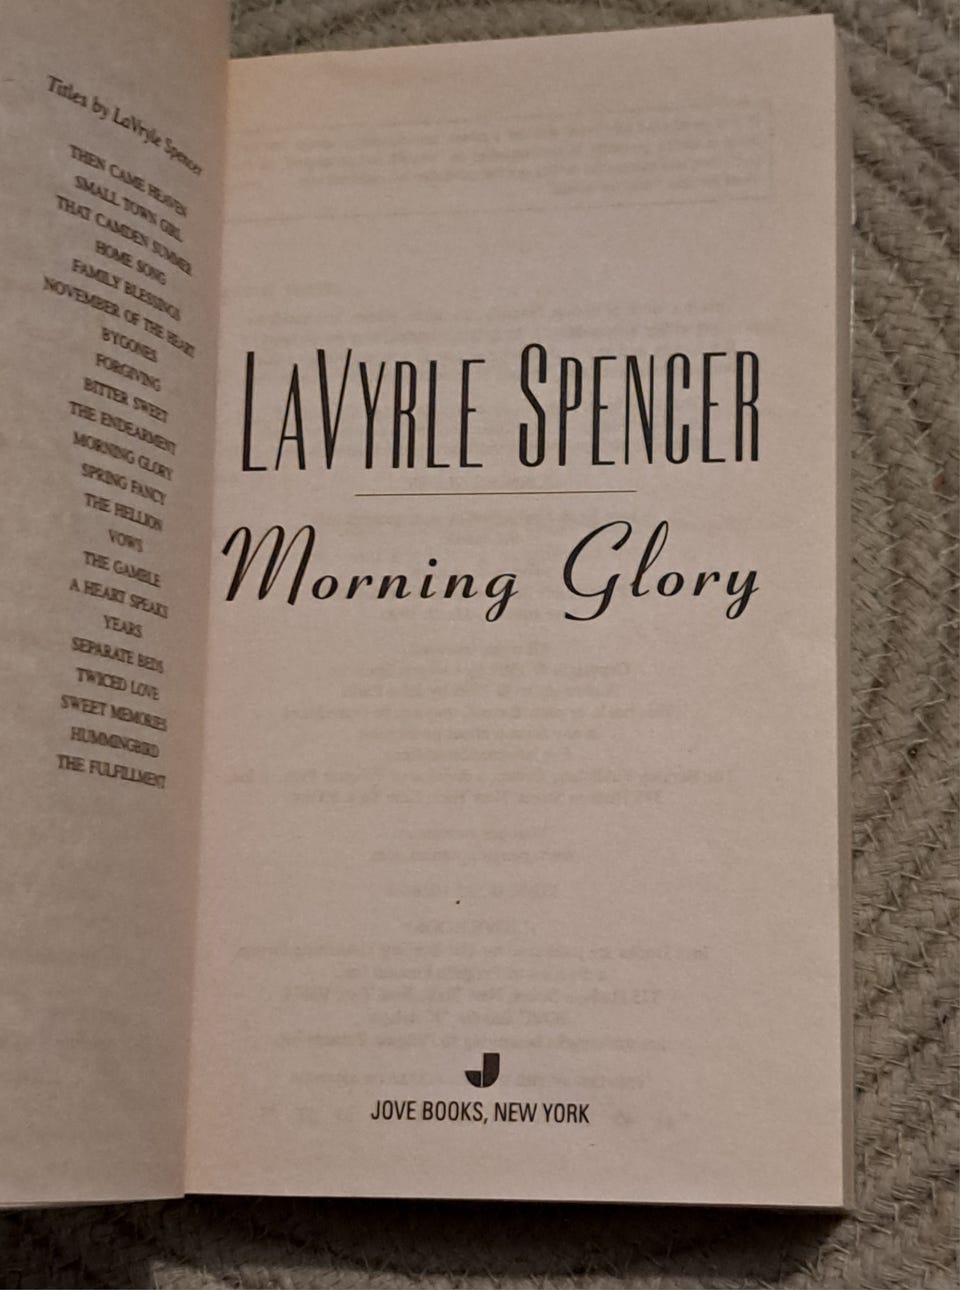 Titles by LaVryle Spencer
THEN CAME HEAVEN
SMALL TOWN GIRL
THAT CAMDEN SUMMER
HOME SONG
FAMILY BLESSINGS
NOVEMBER OF THE HEART
BYGONES
FORGIVING
BITTER SWEET
THE ENDEARMENT
MORNING GLORY
SPRING FANCY
THE HELLION
VOWS
THE GAMBLE
A HEART SPEAKS
YEARS
SEPARATE BEDS
TWICED LOVE
SWEET MEMORIES
HUMMINGBIRD
THE FULFILLMENT
LAVYRLE SPENCER
Morning Glory
JOVE BOOKS, NEW YORK